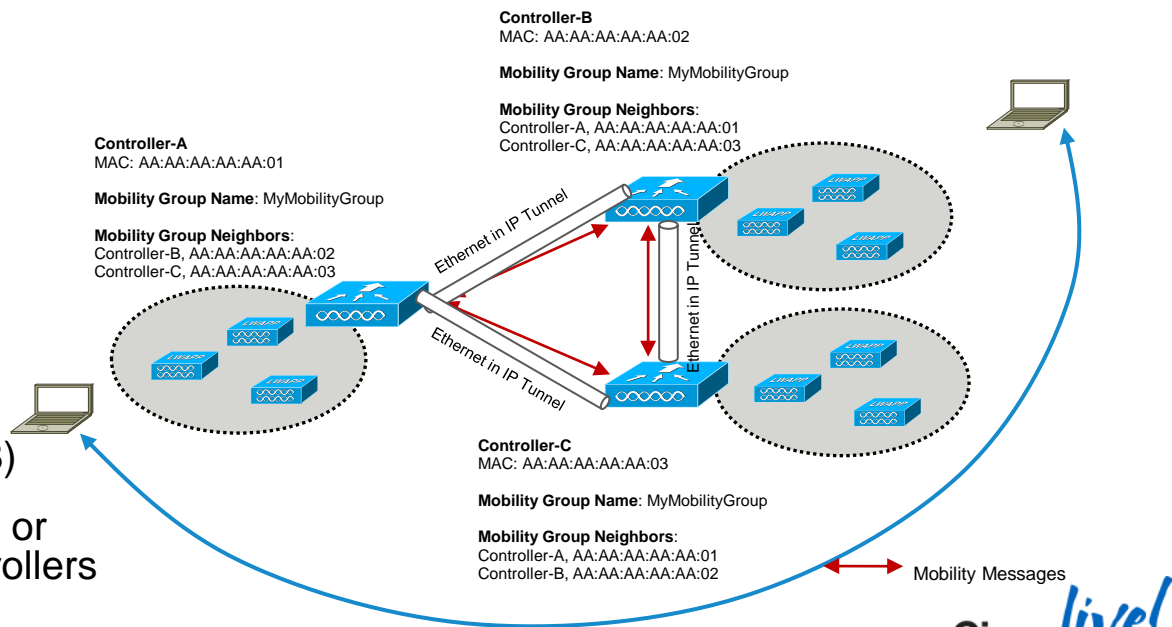 Controller-B
MAC: AA:AA:AA:AA:AA:02
Mobility Group Name: MyMobilityGroup
Mobility Group Neighbors:
Controller-A, AA:AA:AA:AA:AA:01
Controller-C, AA:AA:AA:AA:AA:03
Controller-A
MAC: AA:AA:AA:AA:AA:01
Mobility Group Name: MyMobilityGroup
Mobility Group Neighbors:
Controller-B, AA:AA:AA:AA:AA:02
Controller-C, AA:AA:AA:AA:AA:03
Ethernet in IP Tunnel
Ethernet in IP Tunnel
Ethernet in IP Tunnel
LWAPP
LWAPP
LWAPP
LWAPP
LWAPP
LWAPP
LWAPP
LWAPP
LWAPP
Controller-C
MAC: AA:AA:AA:AA:AA:03
Mobility Group Name: MyMobilityGroup
Mobility Group Neighbors:
Controller-A, AA:AA:AA:AA:AA:01
Controller-B, AA:AA:AA:AA:AA:02
)
or
rollers
Mobility Messages
live!